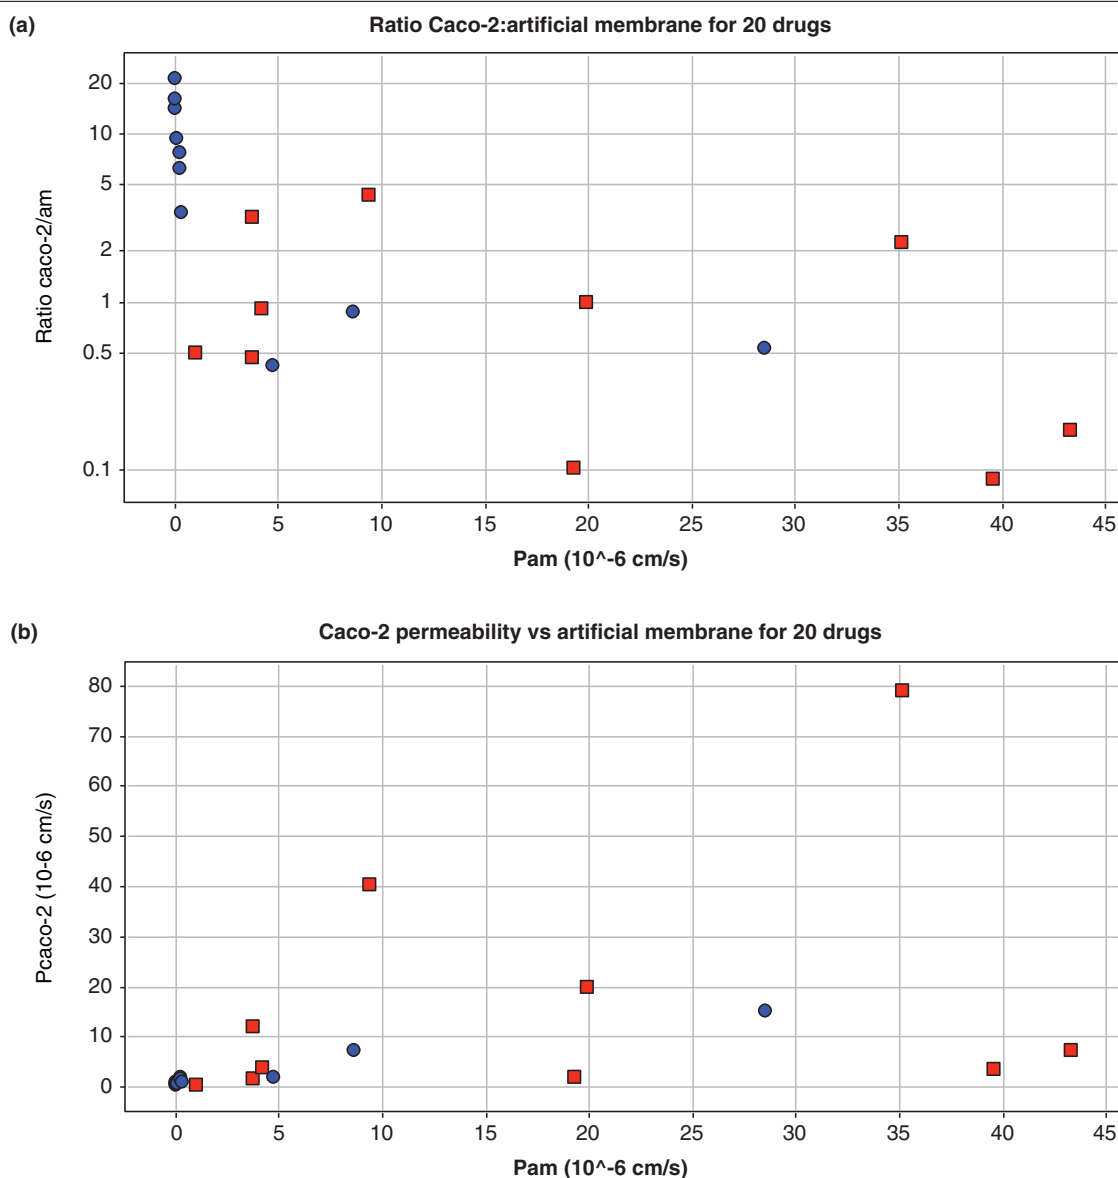 (a)
Ratio Caco-2:artificial membrane for 20 drugs
Ratio caco-2/am
20
10
5
2
1
0.5
0.1
0 5 10 15 20 25 30 35 40 45
Pam (10^-6 cm/s)
(b)
Caco-2 permeability vs artificial membrane for 20 drugs
Pcaco-2 (10-6 cm/s)
80
70
60
50
40
30
20
10
0
0 5 10 15 20 25 30 35 40 45
Pam (10^-6 cm/s)